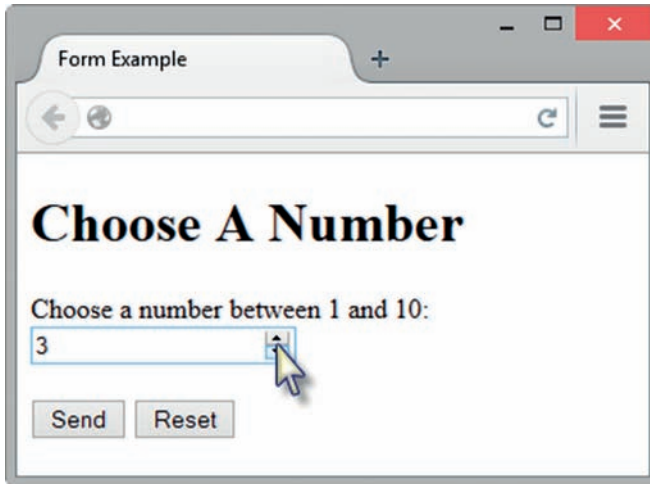 Form Example
Choose A Number
Choose a number between 1 and 10:
3
Send Reset